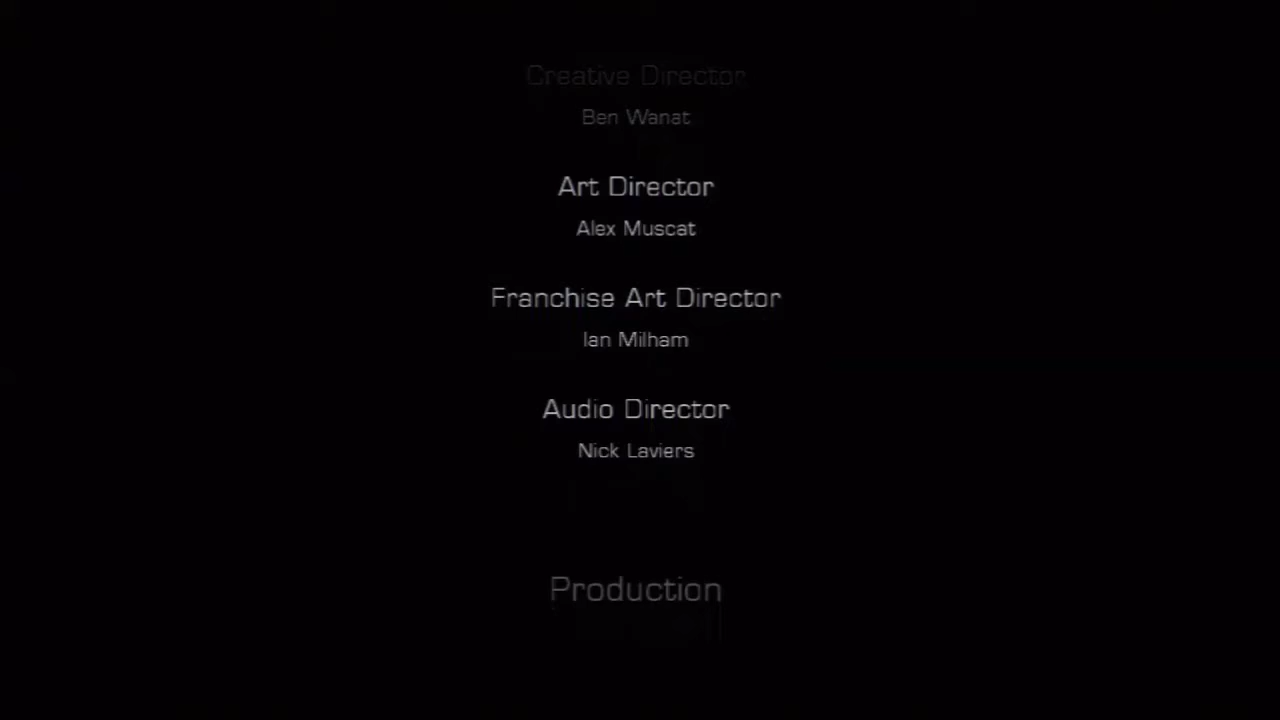 Creative Director
Ben Wanat
Art Director
Alex Muscat
Franchise Art Director
Ian Milham
Audio Director
Nick Laviers
Production